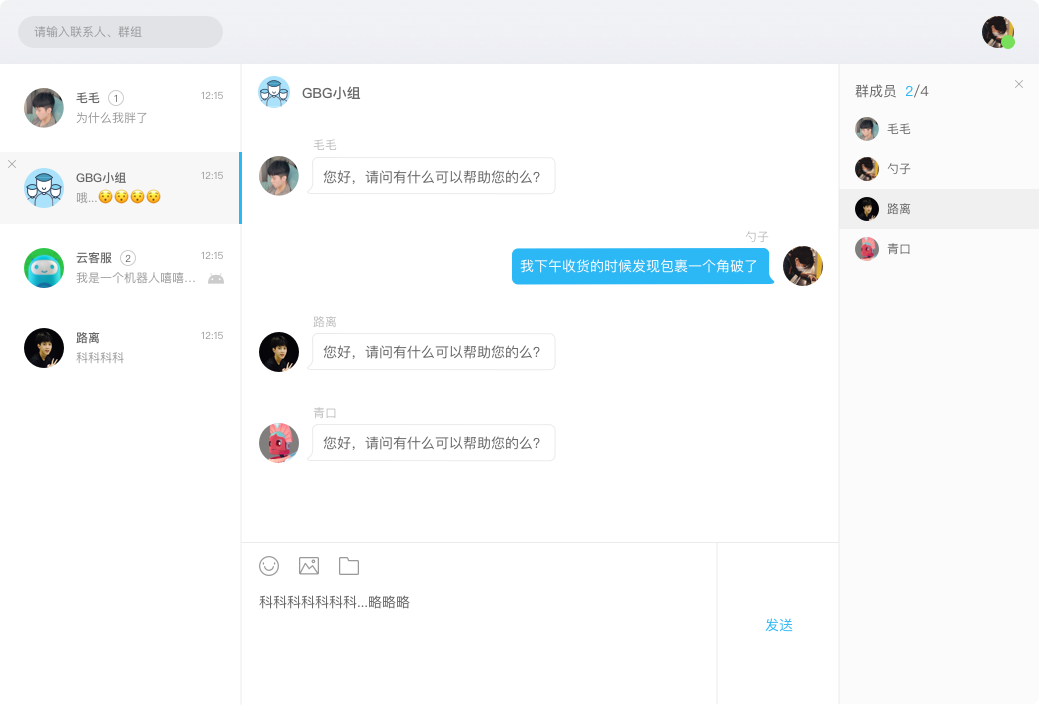 请输入联系人、群组
毛毛 1 12:15
为什么我胖了
GBG小组 12:15
哦...😯😯😯😯
云客服 2 12:15
我是一个机器人嘻嘻...
路离 12:15
科科科科
GBG小组
毛毛
您好，请问有什么可以帮助您的么？
勺子
我下午收货的时候发现包裹一个角破了
路离
您好，请问有什么可以帮助您的么？
青口
您好，请问有什么可以帮助您的么？
科科科科科科科...略略略
发送
群成员 2/4
毛毛
勺子
路离
青口